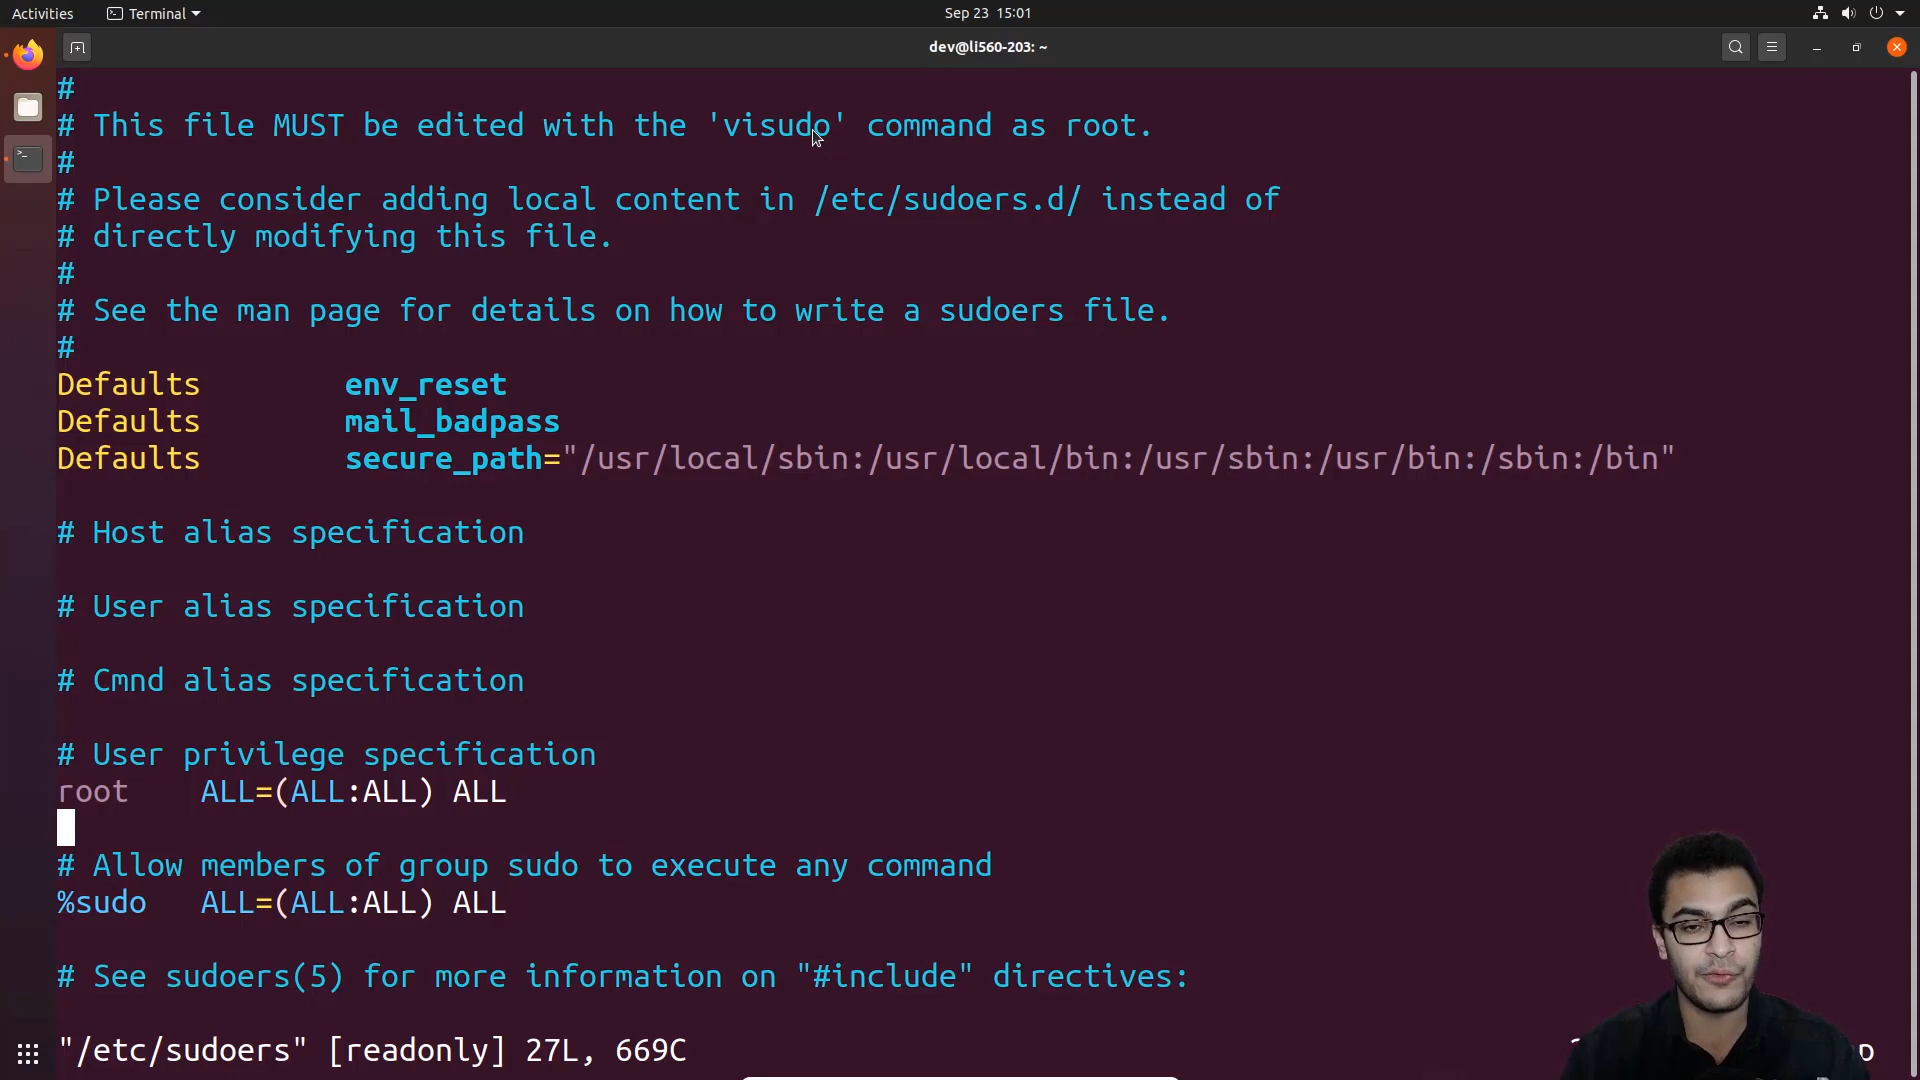 Activities
Terminal
Sep 23 15:01
dev@li560-203: ~
#
# This file MUST be edited with the 'visudo' command as root.
#
# Please consider adding local content in /etc/sudoers.d/ instead of
# directly modifying this file.
#
# See the man page for details on how to write a sudoers file.
#
Defaults env_reset
Defaults mail_badpass
Defaults secure_path="/usr/local/sbin:/usr/local/bin:/usr/sbin:/usr/bin:/sbin:/bin"
# Host alias specification
# User alias specification
# Cmnd alias specification
# User privilege specification
root ALL=(ALL:ALL) ALL
# Allow members of group sudo to execute any command
%sudo ALL=(ALL:ALL) ALL
# See sudoers(5) for more information on "#include" directives:
"/etc/sudoers" [readonly] 27L, 669C